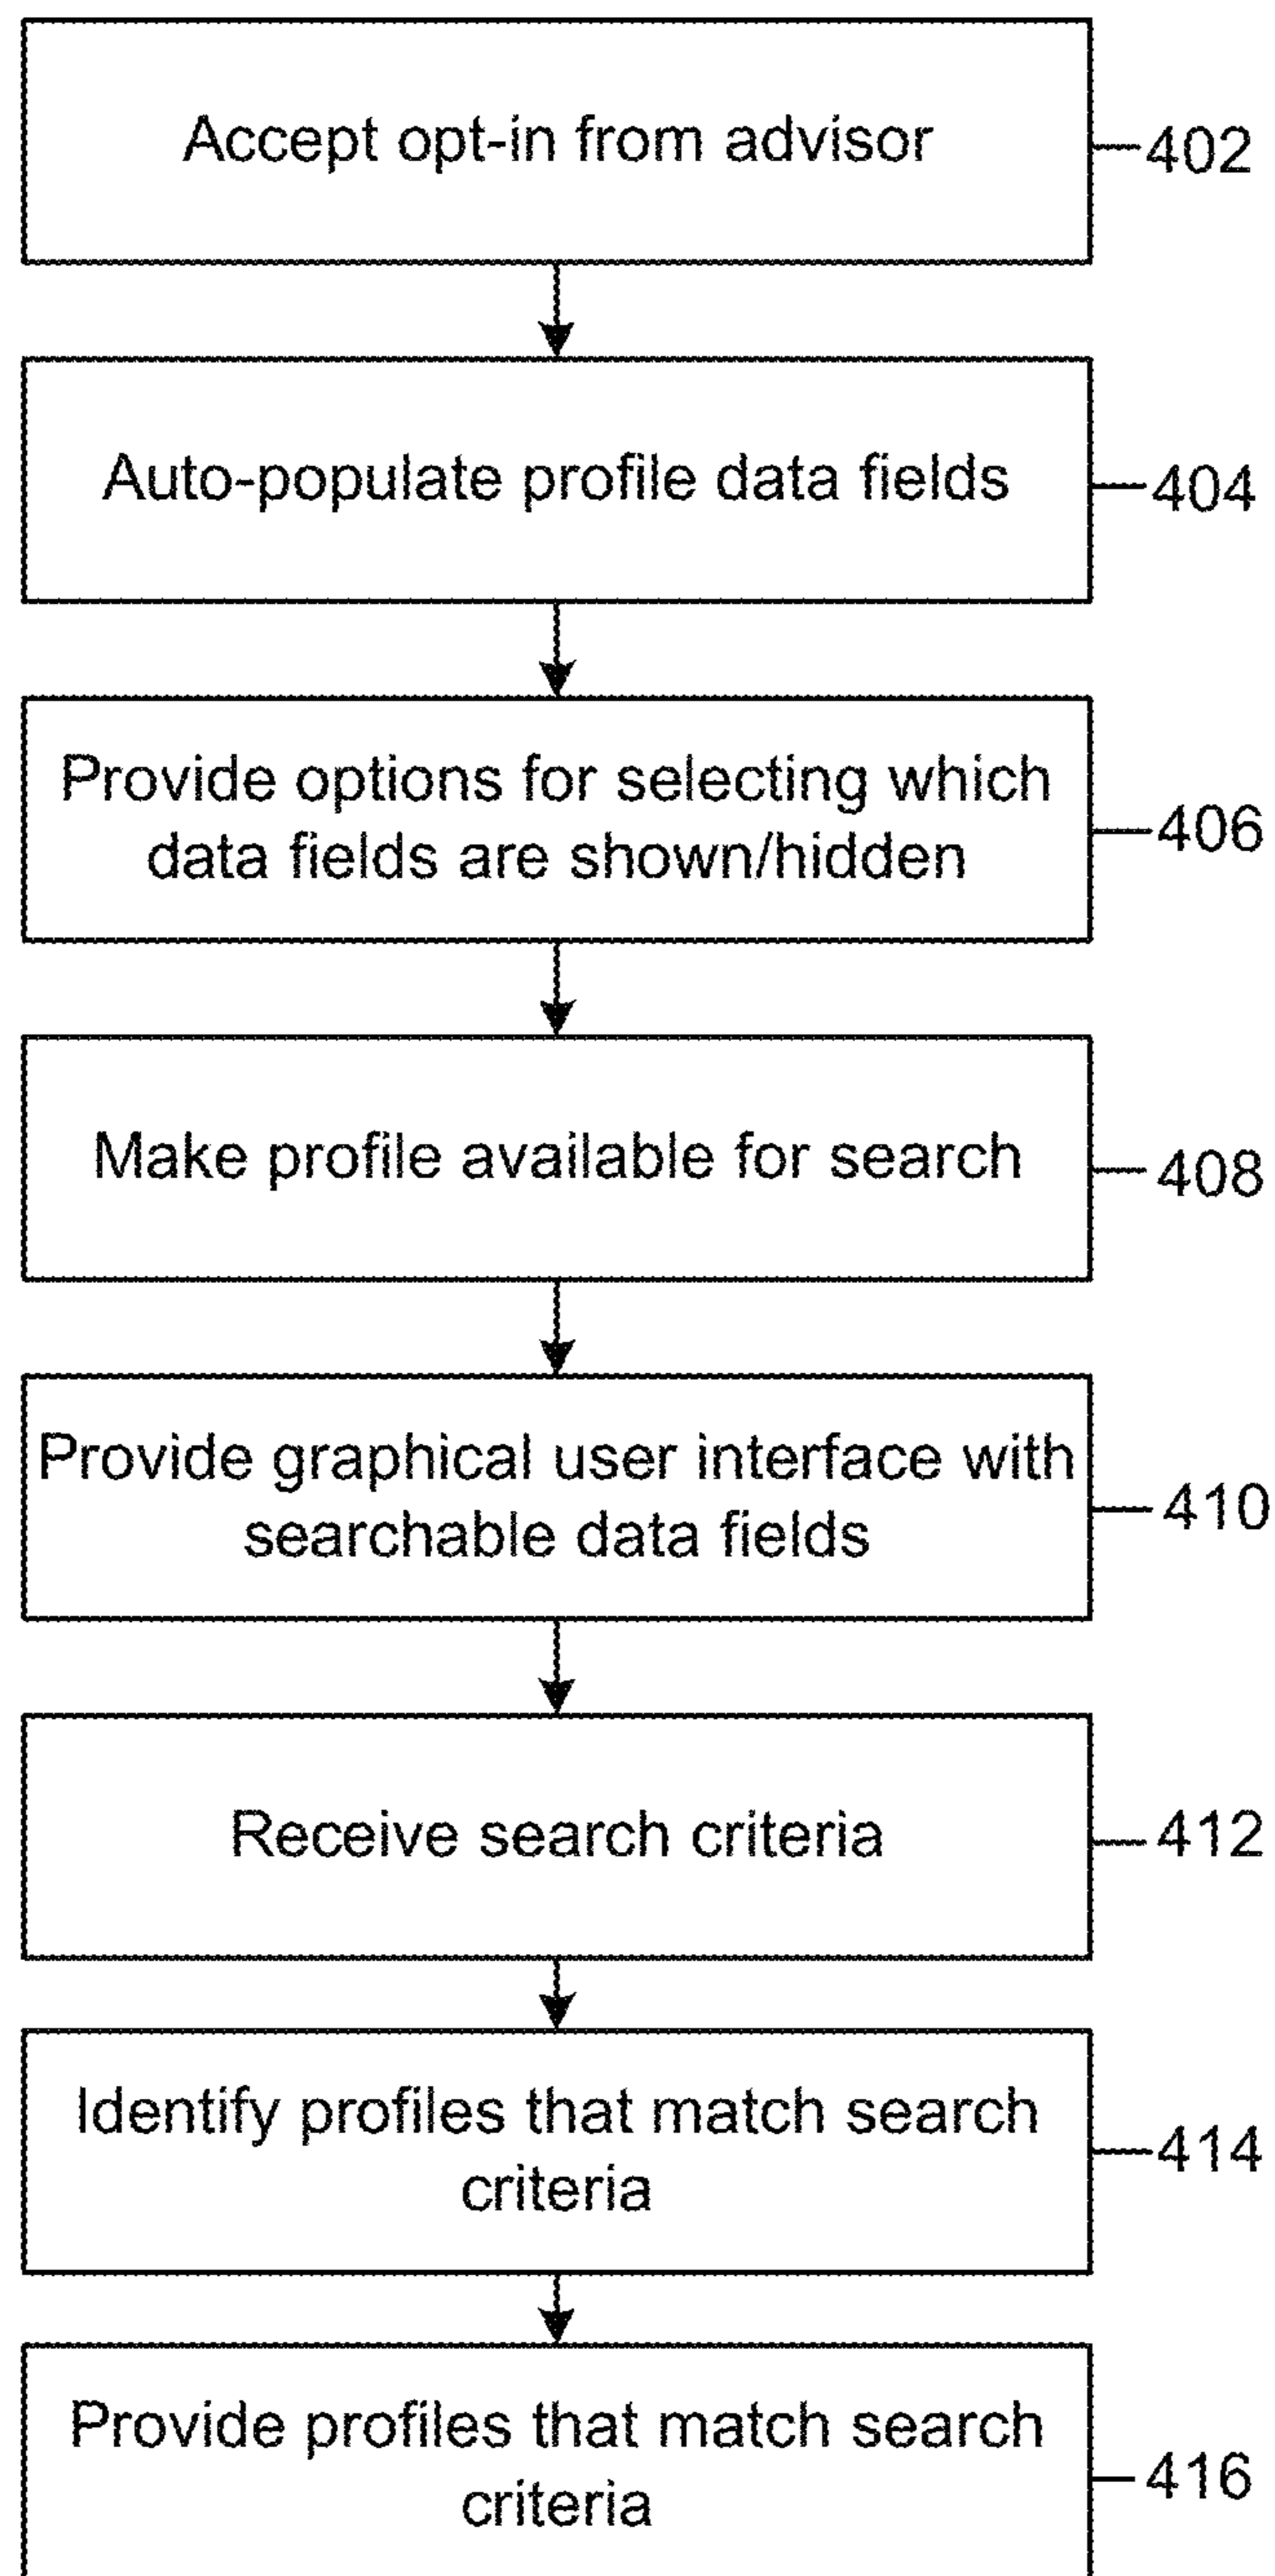 Accept opt-in from advisor
402
Auto-populate profile data fields
404
Provide options for selecting which
data fields are shown/hidden
406
Make profile available for search
408
Provide graphical user interface with
searchable data fields
410
Receive search criteria
412
Identify profiles that match search
criteria
414
Provide profiles that match search
criteria
416